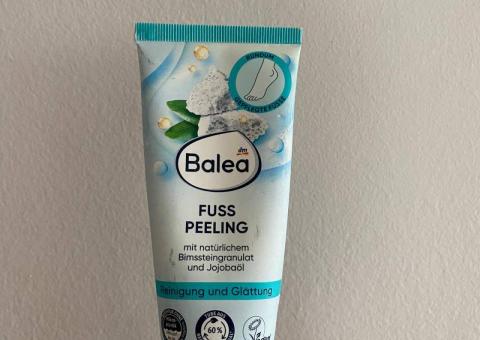 RUNDUM
GEPFLEGTE FÜSSE
dm
Balea
FUSS
PEELING
mit natürlichem
Bimssteingranulat
und Jojobaöl
Reinigung und Glättung
60%